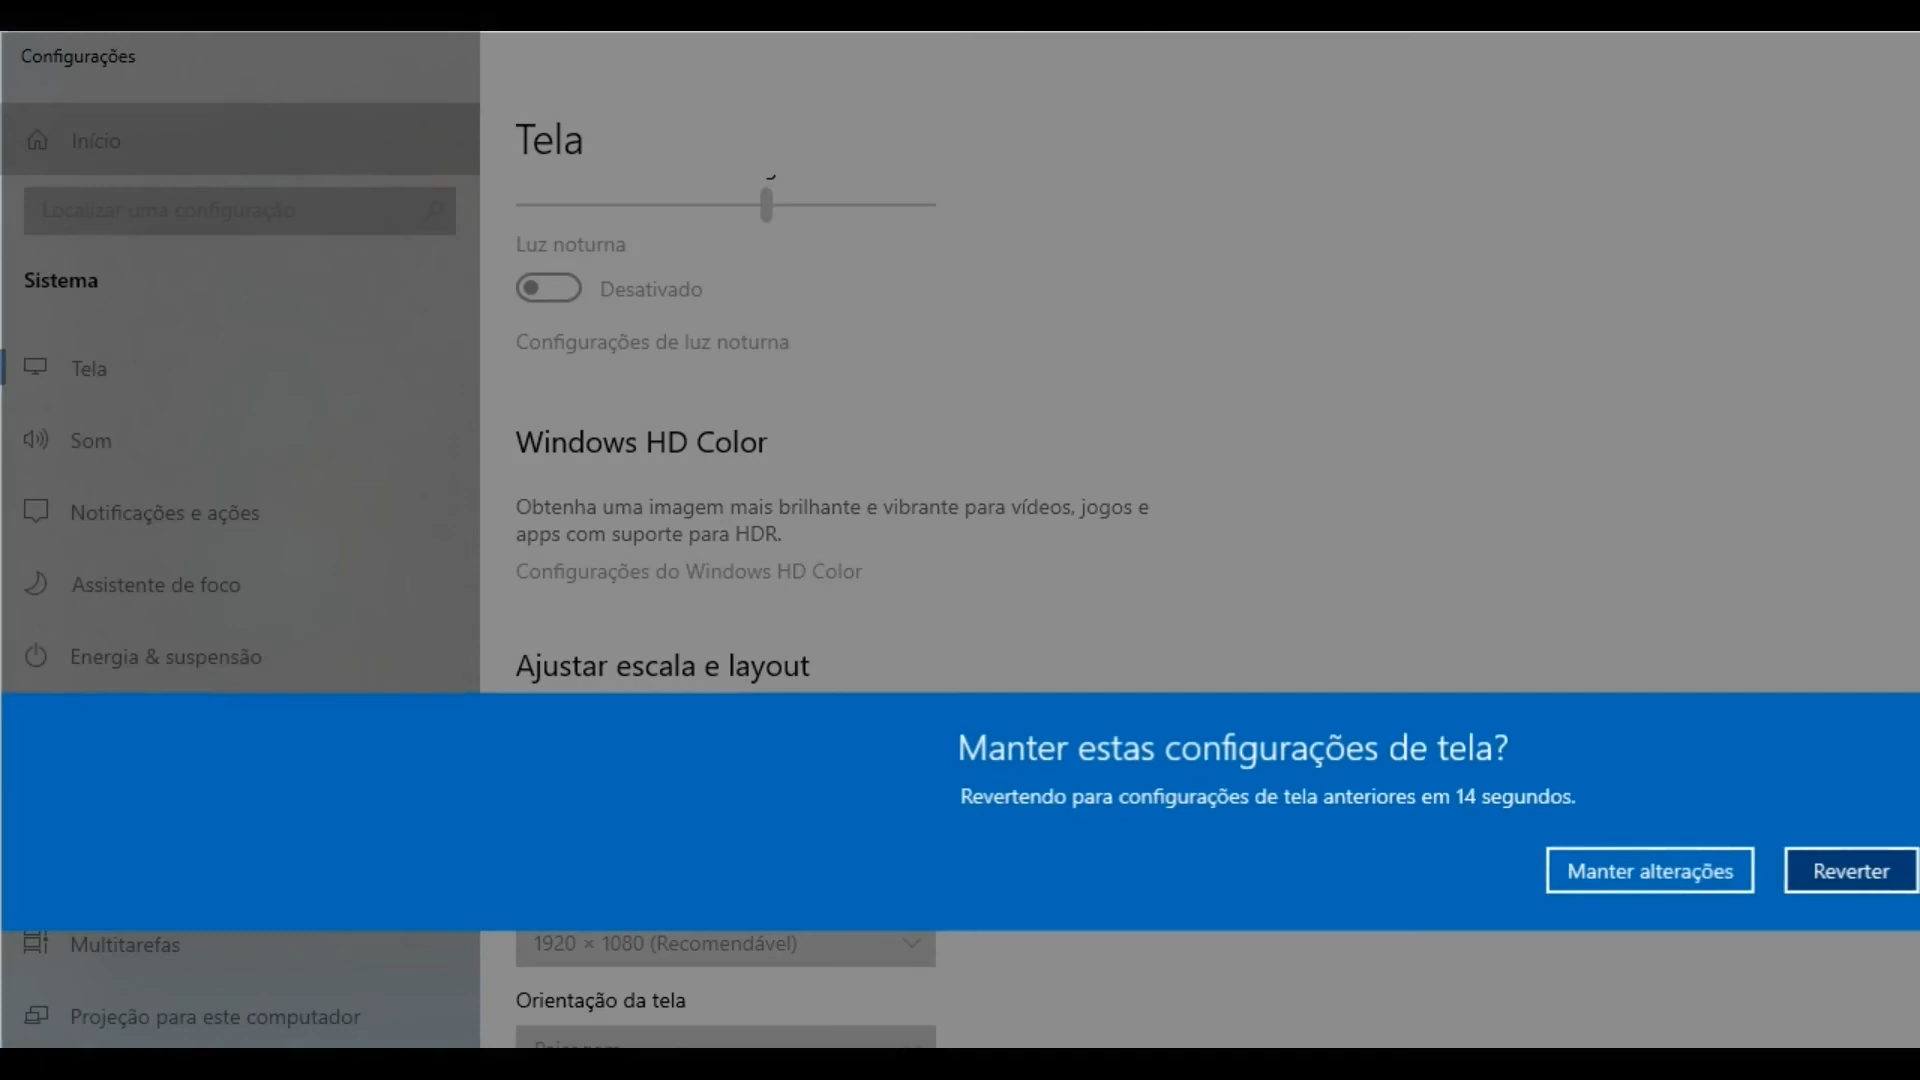 Configurações
Início
Localizar uma configuração
Sistema
Tela
Som
Notificações e ações
Assistente de foco
Energia & suspensão
Multitarefas
Projeção para este computador
Tela
Luz noturna
Desativado
Configurações de luz noturna
Windows HD Color
Obtenha uma imagem mais brilhante e vibrante para vídeos, jogos e
apps com suporte para HDR.
Configurações do Windows HD Color
Ajustar escala e layout
Manter estas configurações de tela?
Revertendo para configurações de tela anteriores em 14 segundos.
Manter alterações
Reverter
1920 × 1080 (Recomendável)
Orientação da tela